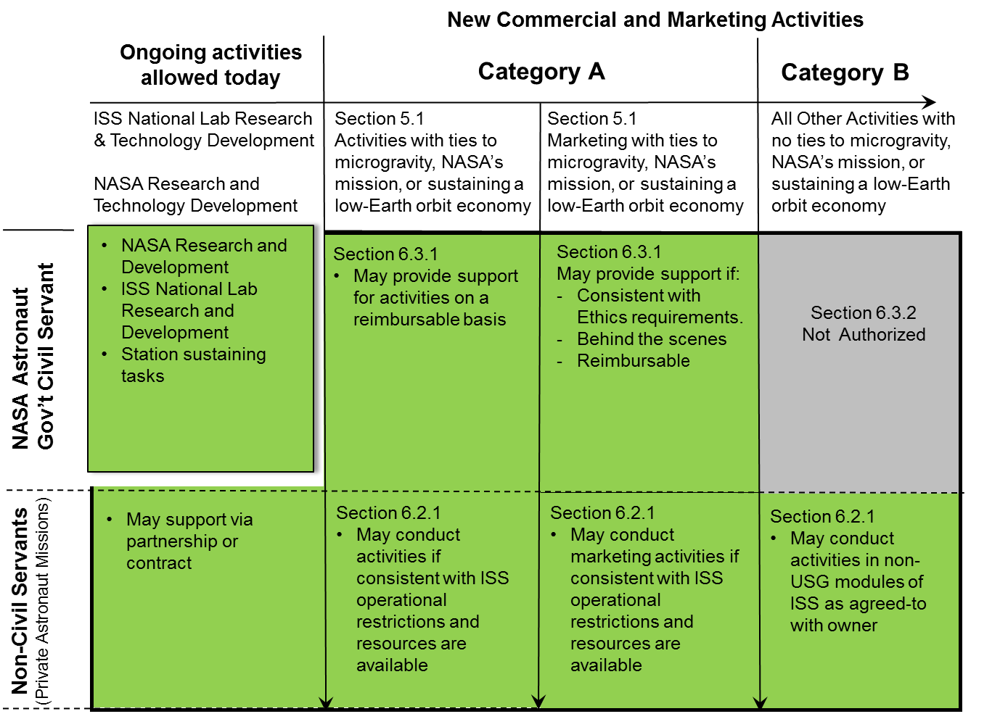 New Commercial and Marketing Activities
Ongoing activities
allowed today
Category A
Category B
ISS National Lab Research
& Technology Development
NASA Research and
Technology Development
Section 5.1
Activities with ties to
microgravity, NASA's
mission, or sustaining a
low-Earth orbit economy
Section 5.1
Marketing with ties to
microgravity, NASA's
mission, or sustaining a
low-Earth orbit economy
All Other Activities with
no ties to microgravity,
NASA's mission, or
sustaining a low-Earth
orbit economy
NASA Astronaut
Gov't Civil Servant
• NASA Research and
Development
• ISS National Lab
Research and
Development
• Station sustaining
tasks
Section 6.3.1
• May provide support
for activities on a
reimbursable basis
Section 6.3.1
May provide support if:
- Consistent with
Ethics requirements.
- Behind the scenes
- Reimbursable
Section 6.3.2
Not Authorized
Non-Civil Servants
(Private Astronaut Missions)
• May support via
partnership or
contract
Section 6.2.1
• May conduct
activities if
consistent with ISS
operational
restrictions and
resources are
available
Section 6.2.1
• May conduct
marketing activities if
consistent with ISS
operational
restrictions and
resources are
available
Section 6.2.1
• May conduct
activities in non-
USG modules of
ISS as agreed-to
with owner